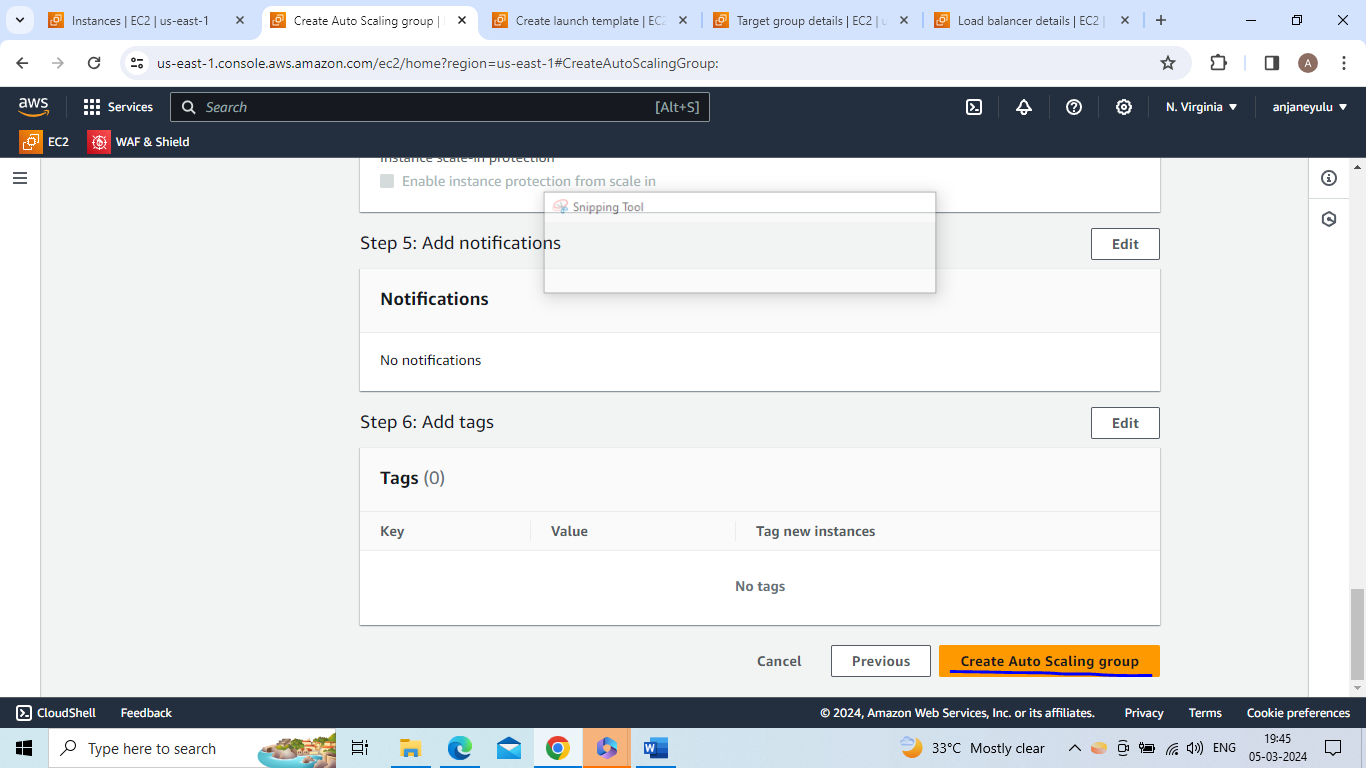 Instances | EC2 | us-east-1
Create Auto Scaling group |
Create launch template | EC2
Target group details | EC2 | u
Load balancer details | EC2 |
us-east-1.console.aws.amazon.com/ec2/home?region=us-east-1#CreateAutoScalingGroup:
A
aws
Services
Search
[Alt+S]
N. Virginia
anjaneyulu
EC2
WAF & Shield
Instance scale-in protection
Enable instance protection from scale in
Snipping Tool
Step 5: Add notifications
Edit
Notifications
No notifications
Step 6: Add tags
Edit
Tags (0)
Key Value Tag new instances
No tags
Cancel Previous Create Auto Scaling group
CloudShell Feedback © 2024, Amazon Web Services, Inc. or its affiliates. Privacy Terms Cookie preferences
Type here to search
33°C Mostly clear
ENG
19:45
05-03-2024